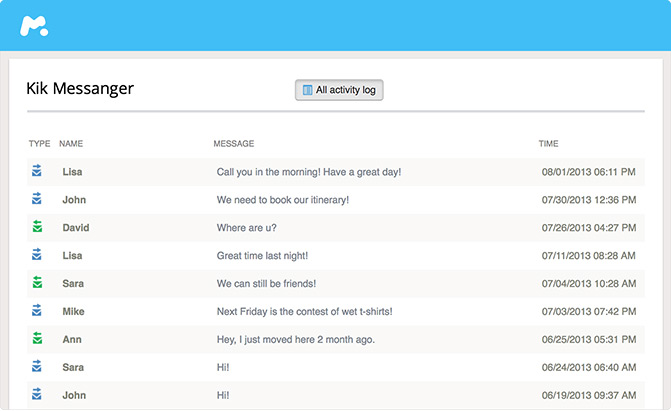 Kik Messanger
All activity log
TYPE NAME MESSAGE TIME
Lisa Call you in the morning! Have a great day! 08/01/2013 06:11 PM
John We need to book our itinerary! 07/30/2013 12:36 PM
David Where are u? 07/26/2013 04:27 PM
Lisa Great time last night! 07/11/2013 08:28 AM
Sara We can still be friends! 07/04/2013 10:28 AM
Mike Next Friday is the contest of wet t-shirts! 07/03/2013 07:42 PM
Ann Hey, I just moved here 2 month ago. 06/25/2013 05:31 PM
Sara Hi! 06/24/2013 06:40 AM
John Hi! 06/19/2013 09:37 AM